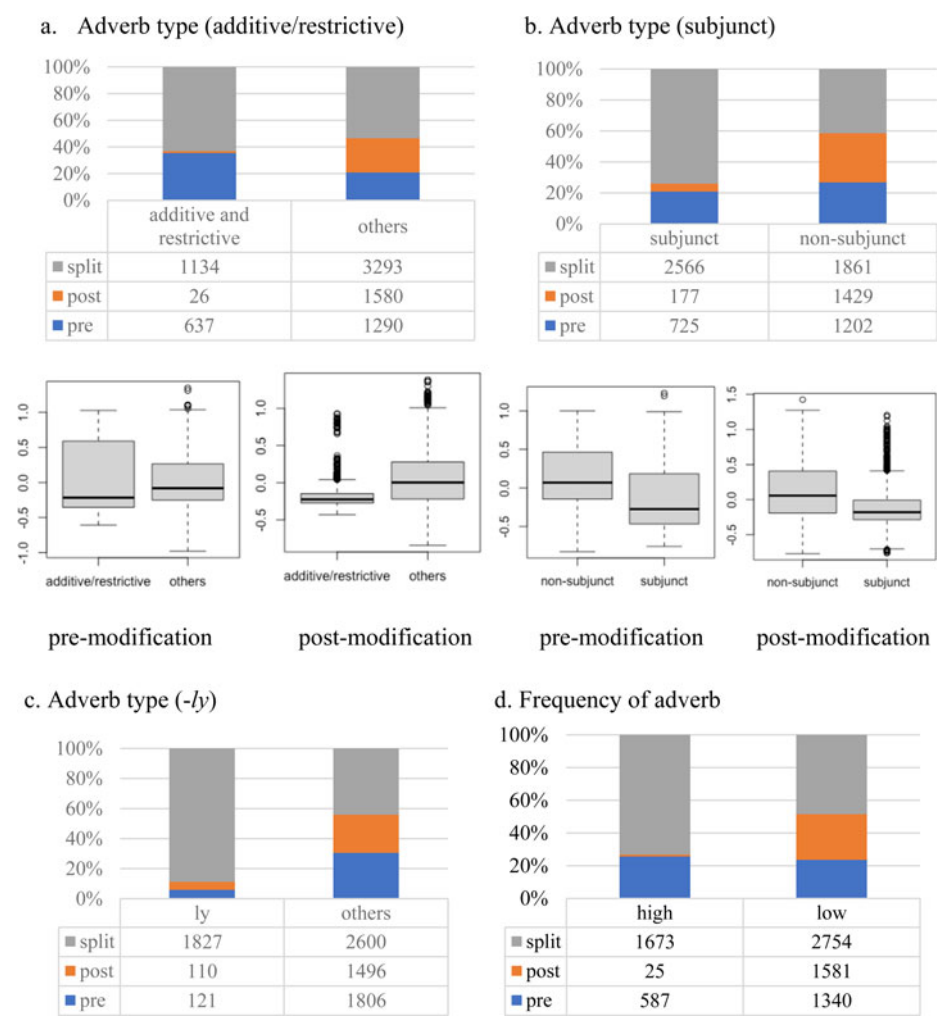 a. Adverb type (additive/restrictive)
100%
80%
60%
40%
20%
0%
additive and restrictive others
split 1134 3293
post 26 1580
pre 637 1290
b. Adverb type (subjunct)
100%
80%
60%
40%
20%
0%
subjunct non-subjunct
split 2566 1861
post 177 1429
pre 725 1202
1.0
0.5
0.0
-0.5
-1.0
additive/restrictive others
pre-modification
1.0
0.5
0.0
-0.5
additive/restrictive others
post-modification
1.0
0.5
0.0
-0.5
non-subjunct subjunct
pre-modification
1.5
1.0
0.5
0.0
-0.5
non-subjunct subjunct
post-modification
c. Adverb type (-ly)
100%
80%
60%
40%
20%
0%
ly others
split 1827 2600
post 110 1496
pre 121 1806
d. Frequency of adverb
100%
80%
60%
40%
20%
0%
high low
split 1673 2754
post 25 1581
pre 587 1340